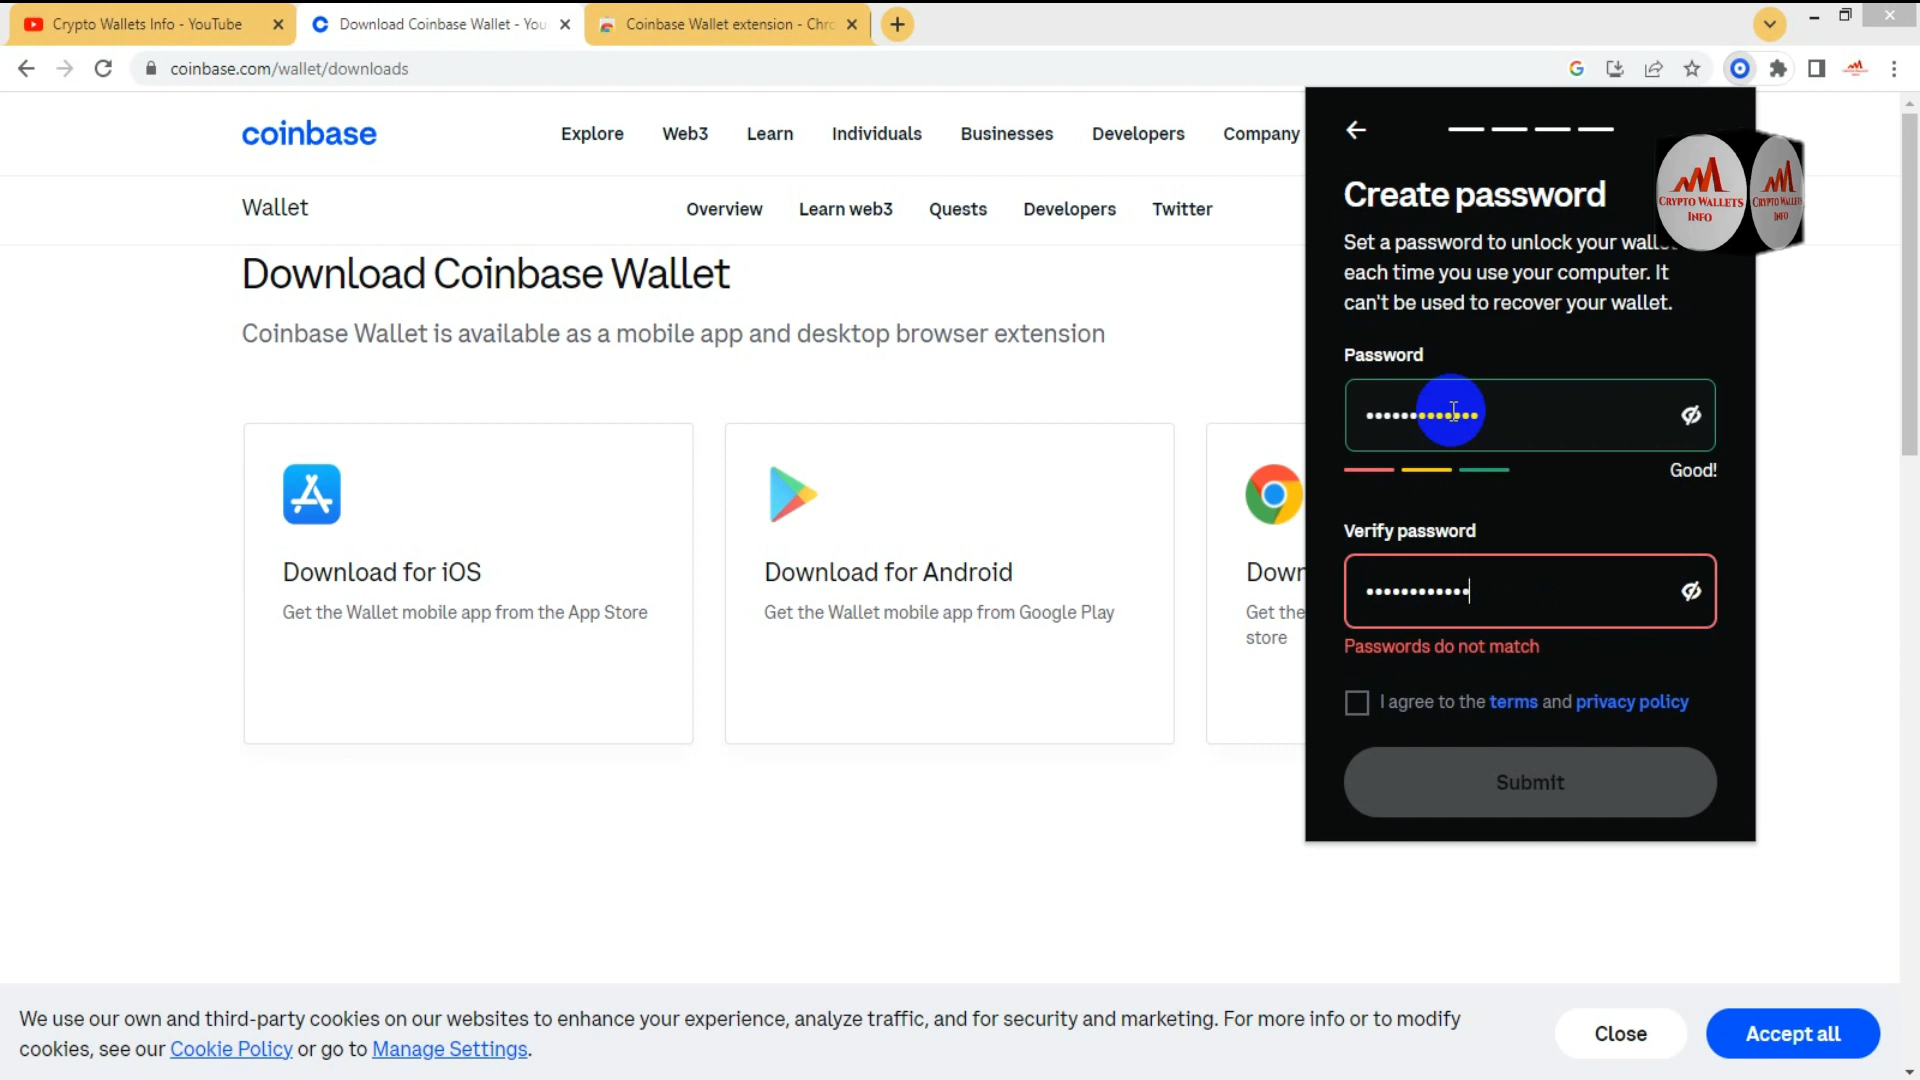 Crypto Wallets Info - YouTube
Download Coinbase Wallet - You
Coinbase Wallet extension - Chro
coinbase.com/wallet/downloads
coinbase
Explore Web3 Learn Individuals Businesses Developers Company
Wallet
Overview Learn web3 Quests Developers Twitter
Download Coinbase Wallet
Coinbase Wallet is available as a mobile app and desktop browser extension
Download for iOS
Get the Wallet mobile app from the App Store
Download for Android
Get the Wallet mobile app from Google Play
Down
Get the
store
Create password
Set a password to unlock your wall
each time you use your computer. It
can't be used to recover your wallet.
Password
Good!
Verify password
Passwords do not match
I agree to the terms and privacy policy
Submit
CRYPTO WALLETS
INFO
CRYPTO WALLETS
INFO
We use our own and third-party cookies on our websites to enhance your experience, analyze traffic, and for security and marketing. For more info or to modify
cookies, see our Cookie Policy or go to Manage Settings.
Close
Accept all